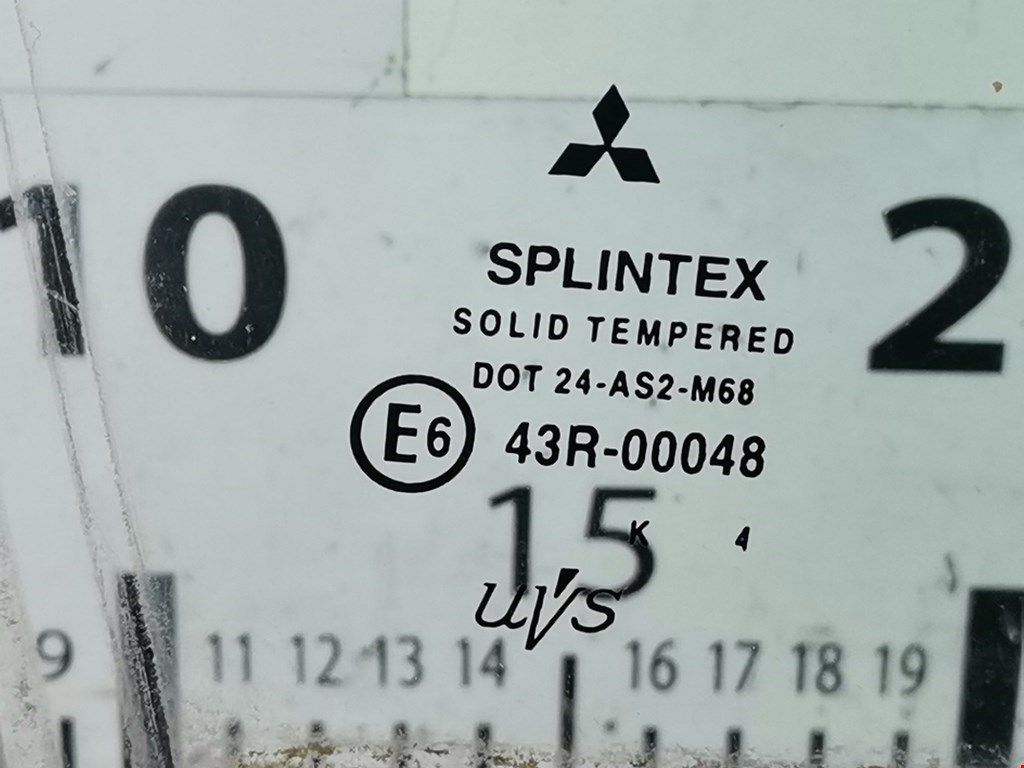 10
2
SPLINTEX
SOLID TEMPERED
DOT 24-AS2-M68
E6 43R-00048
15
K 4
uvs
9 11 12 13 14 16 17 18 19